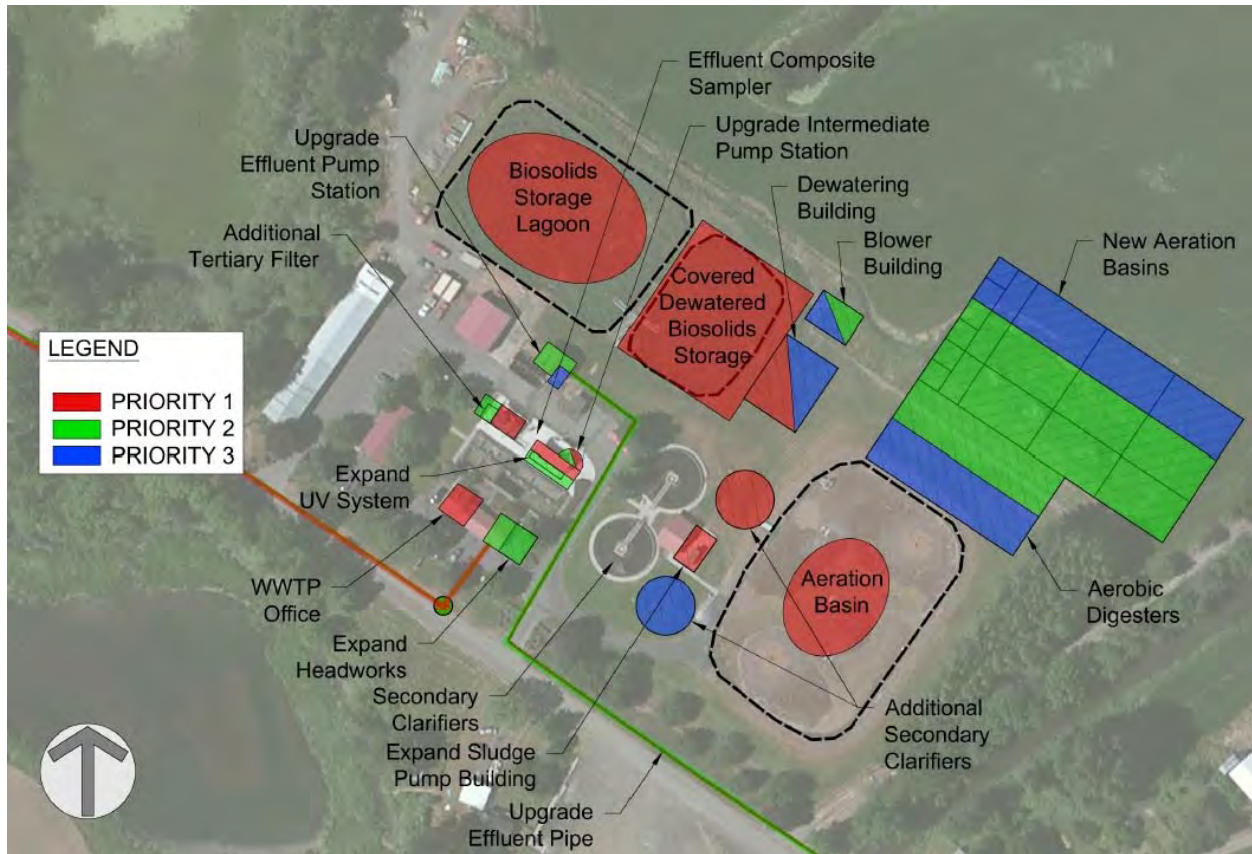 Effluent Composite
Sampler
Upgrade Intermediate
Pump Station
Upgrade
Effluent Pump
Station
Biosolids
Storage
Lagoon
Dewatering
Building
Additional
Tertiary Filter
Blower
Building
New Aeration
Basins
Covered
Dewatered
Biosolids
Storage
LEGEND
PRIORITY 1
PRIORITY 2
PRIORITY 3
Expand
UV System
WWTP
Office
Aeration
Basin
Aerobic
Digesters
Expand
Headworks
Secondary
Clarifiers
Expand Sludge
Pump Building
Additional
Secondary
Clarifiers
Upgrade
Effluent Pipe